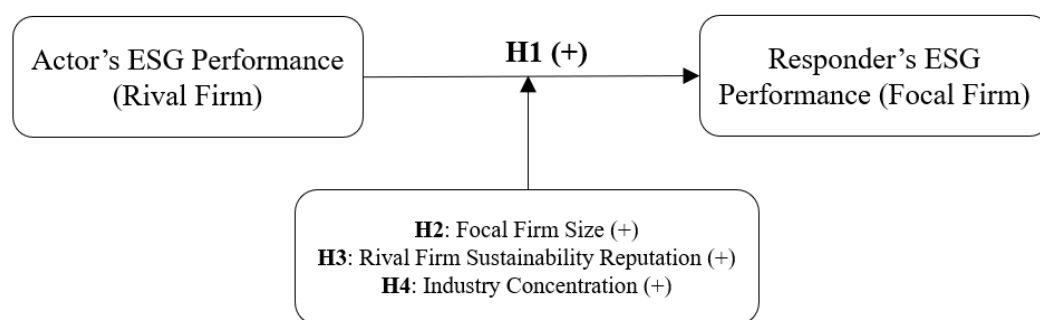 Actor’s ESG Performance
(Rival Firm)
H1 (+)
Responder’s ESG
Performance (Focal Firm)
H2: Focal Firm Size (+)
H3: Rival Firm Sustainability Reputation (+)
H4: Industry Concentration (+)